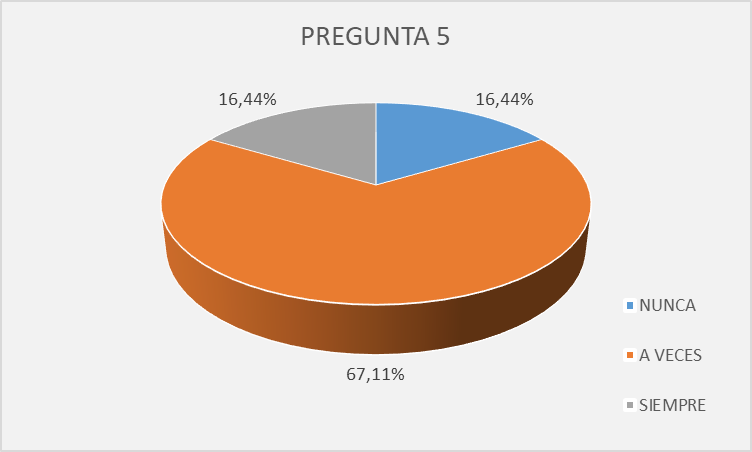 PREGUNTA 5
16,44%
16,44%
67,11%
NUNCA
A VECES
SIEMPRE